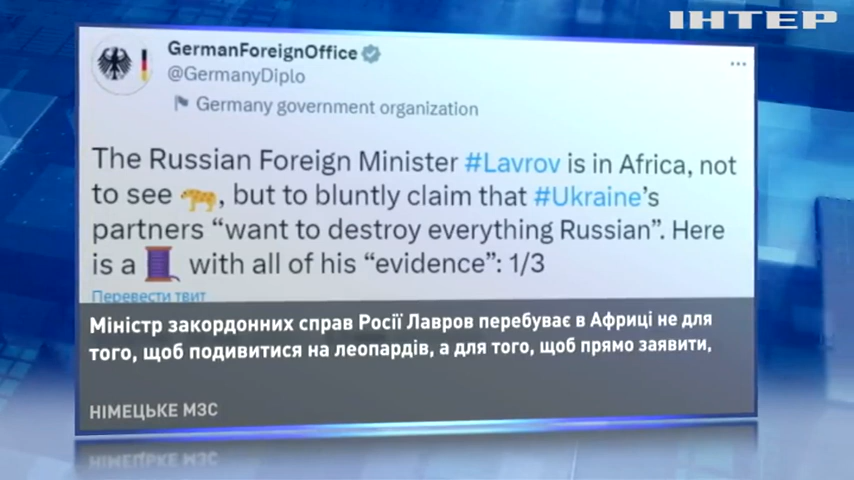 ІНТЕР
GermanForeignOffice
@GermanyDiplo
Germany government organization
The Russian Foreign Minister #Lavrov is in Africa, not
to see 🐆, but to bluntly claim that #Ukraine's
partners “want to destroy everything Russian”. Here
is a 🧵 with all of his “evidence”: 1/3
Перевести твит
Міністр закордонних справ Росії Лавров перебуває в Африці не для
того, щоб подивитися на леопардів, а для того, щоб прямо заявити,
НІМЕЦЬКЕ МЗС